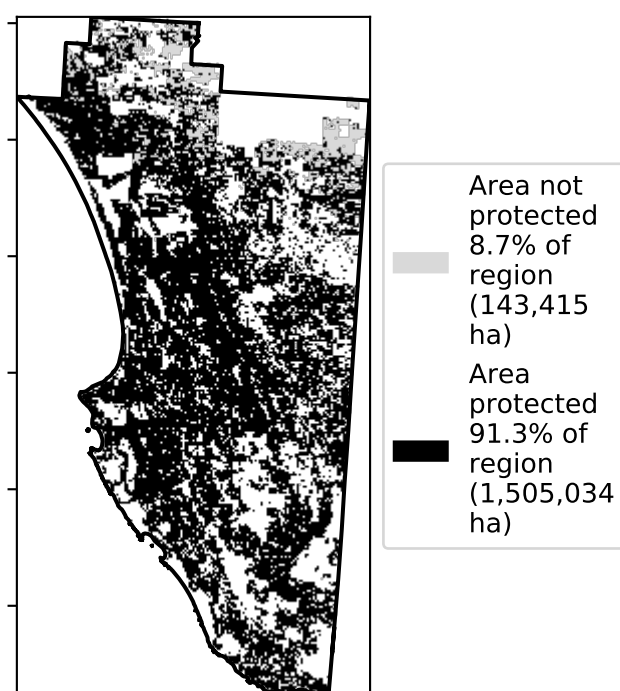 Area not
protected
8.7% of
region
(143,415
ha)
Area
protected
91.3% of
region
(1,505,034
ha)